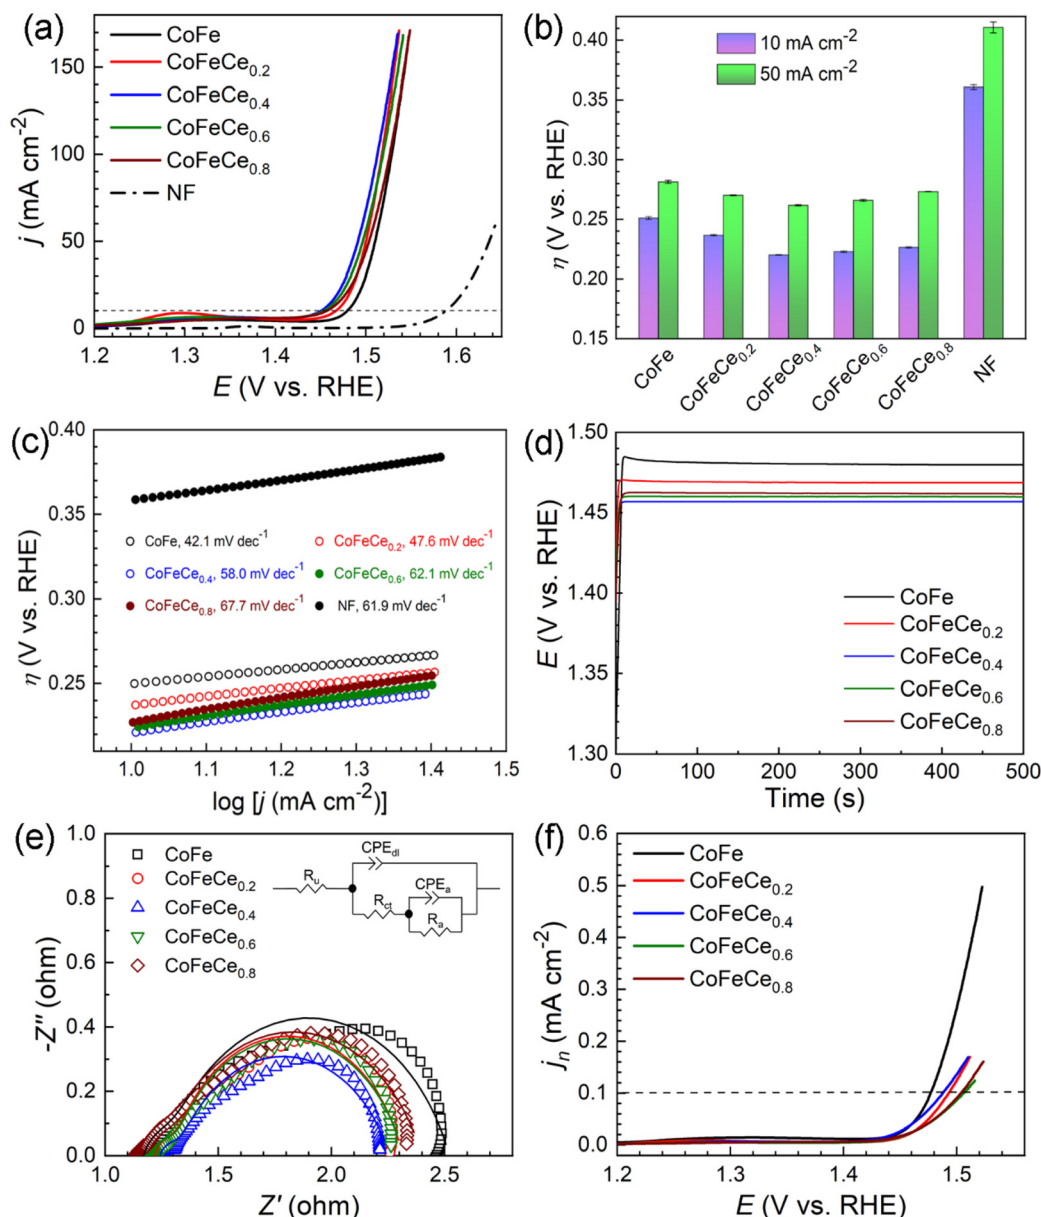 (a)
CoFe
CoFeCe0.2
CoFeCe0.4
CoFeCe0.6
CoFeCe0.8
NF
150
100
50
0
j (mA cm-2)
1.2 1.3 1.4 1.5 1.6
E (V vs. RHE)
(b)
10 mA cm-2
50 mA cm-2
0.40
0.35
0.30
0.25
0.20
0.15
η (V vs. RHE)
CoFe CoFeCe0.2 CoFeCe0.4 CoFeCe0.6 CoFeCe0.8 NF
(c)
0.40
0.35
0.30
0.25
η (V vs. RHE)
CoFe, 42.1 mV dec-1 CoFeCe0.2, 47.6 mV dec-1
CoFeCe0.4, 58.0 mV dec-1 CoFeCe0.6, 62.1 mV dec-1
CoFeCe0.8, 67.7 mV dec-1 NF, 61.9 mV dec-1
1.0 1.1 1.2 1.3 1.4 1.5
log [j (mA cm-2)]
(d)
1.50
1.45
1.40
1.35
1.30
E (V vs. RHE)
CoFe
CoFeCe0.2
CoFeCe0.4
CoFeCe0.6
CoFeCe0.8
0 100 200 300 400 500
Time (s)
(e)
CoFe
CoFeCe0.2
CoFeCe0.4
CoFeCe0.6
CoFeCe0.8
CPEdl
Ru
CPEa
Rct
Ra
1.0
0.8
0.6
0.4
0.2
0.0
-Z" (ohm)
1.0 1.5 2.0 2.5
Z' (ohm)
(f)
CoFe
CoFeCe0.2
CoFeCe0.4
CoFeCe0.6
CoFeCe0.8
0.6
0.5
0.4
0.3
0.2
0.1
0.0
jn (mA cm-2)
1.2 1.3 1.4 1.5
E (V vs. RHE)